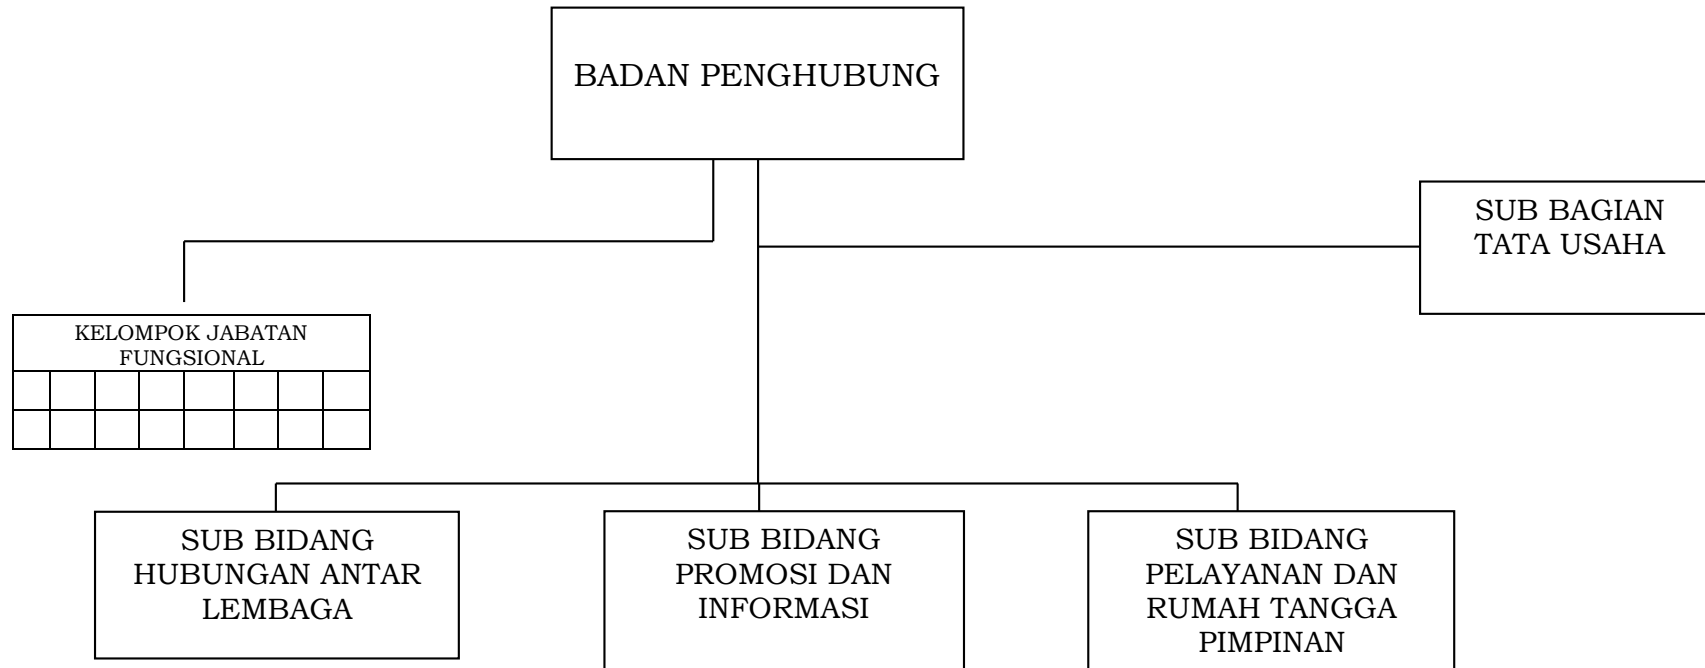 BADAN PENGHUBUNG
SUB BAGIAN
TATA USAHA
KELOMPOK JABATAN
FUNGSIONAL
SUB BIDANG
HUBUNGAN ANTAR
LEMBAGA
SUB BIDANG
PROMOSI DAN
INFORMASI
SUB BIDANG
PELAYANAN DAN
RUMAH TANGGA
PIMPINAN